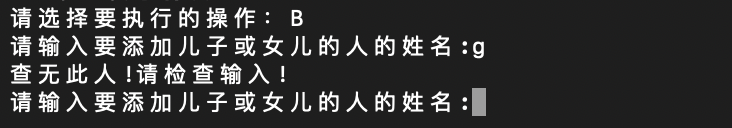 请选择要执行的操作： B
请输入要添加儿子或女儿的人的姓名:g
查无此人!请检查输入!
请输入要添加儿子或女儿的人的姓名: